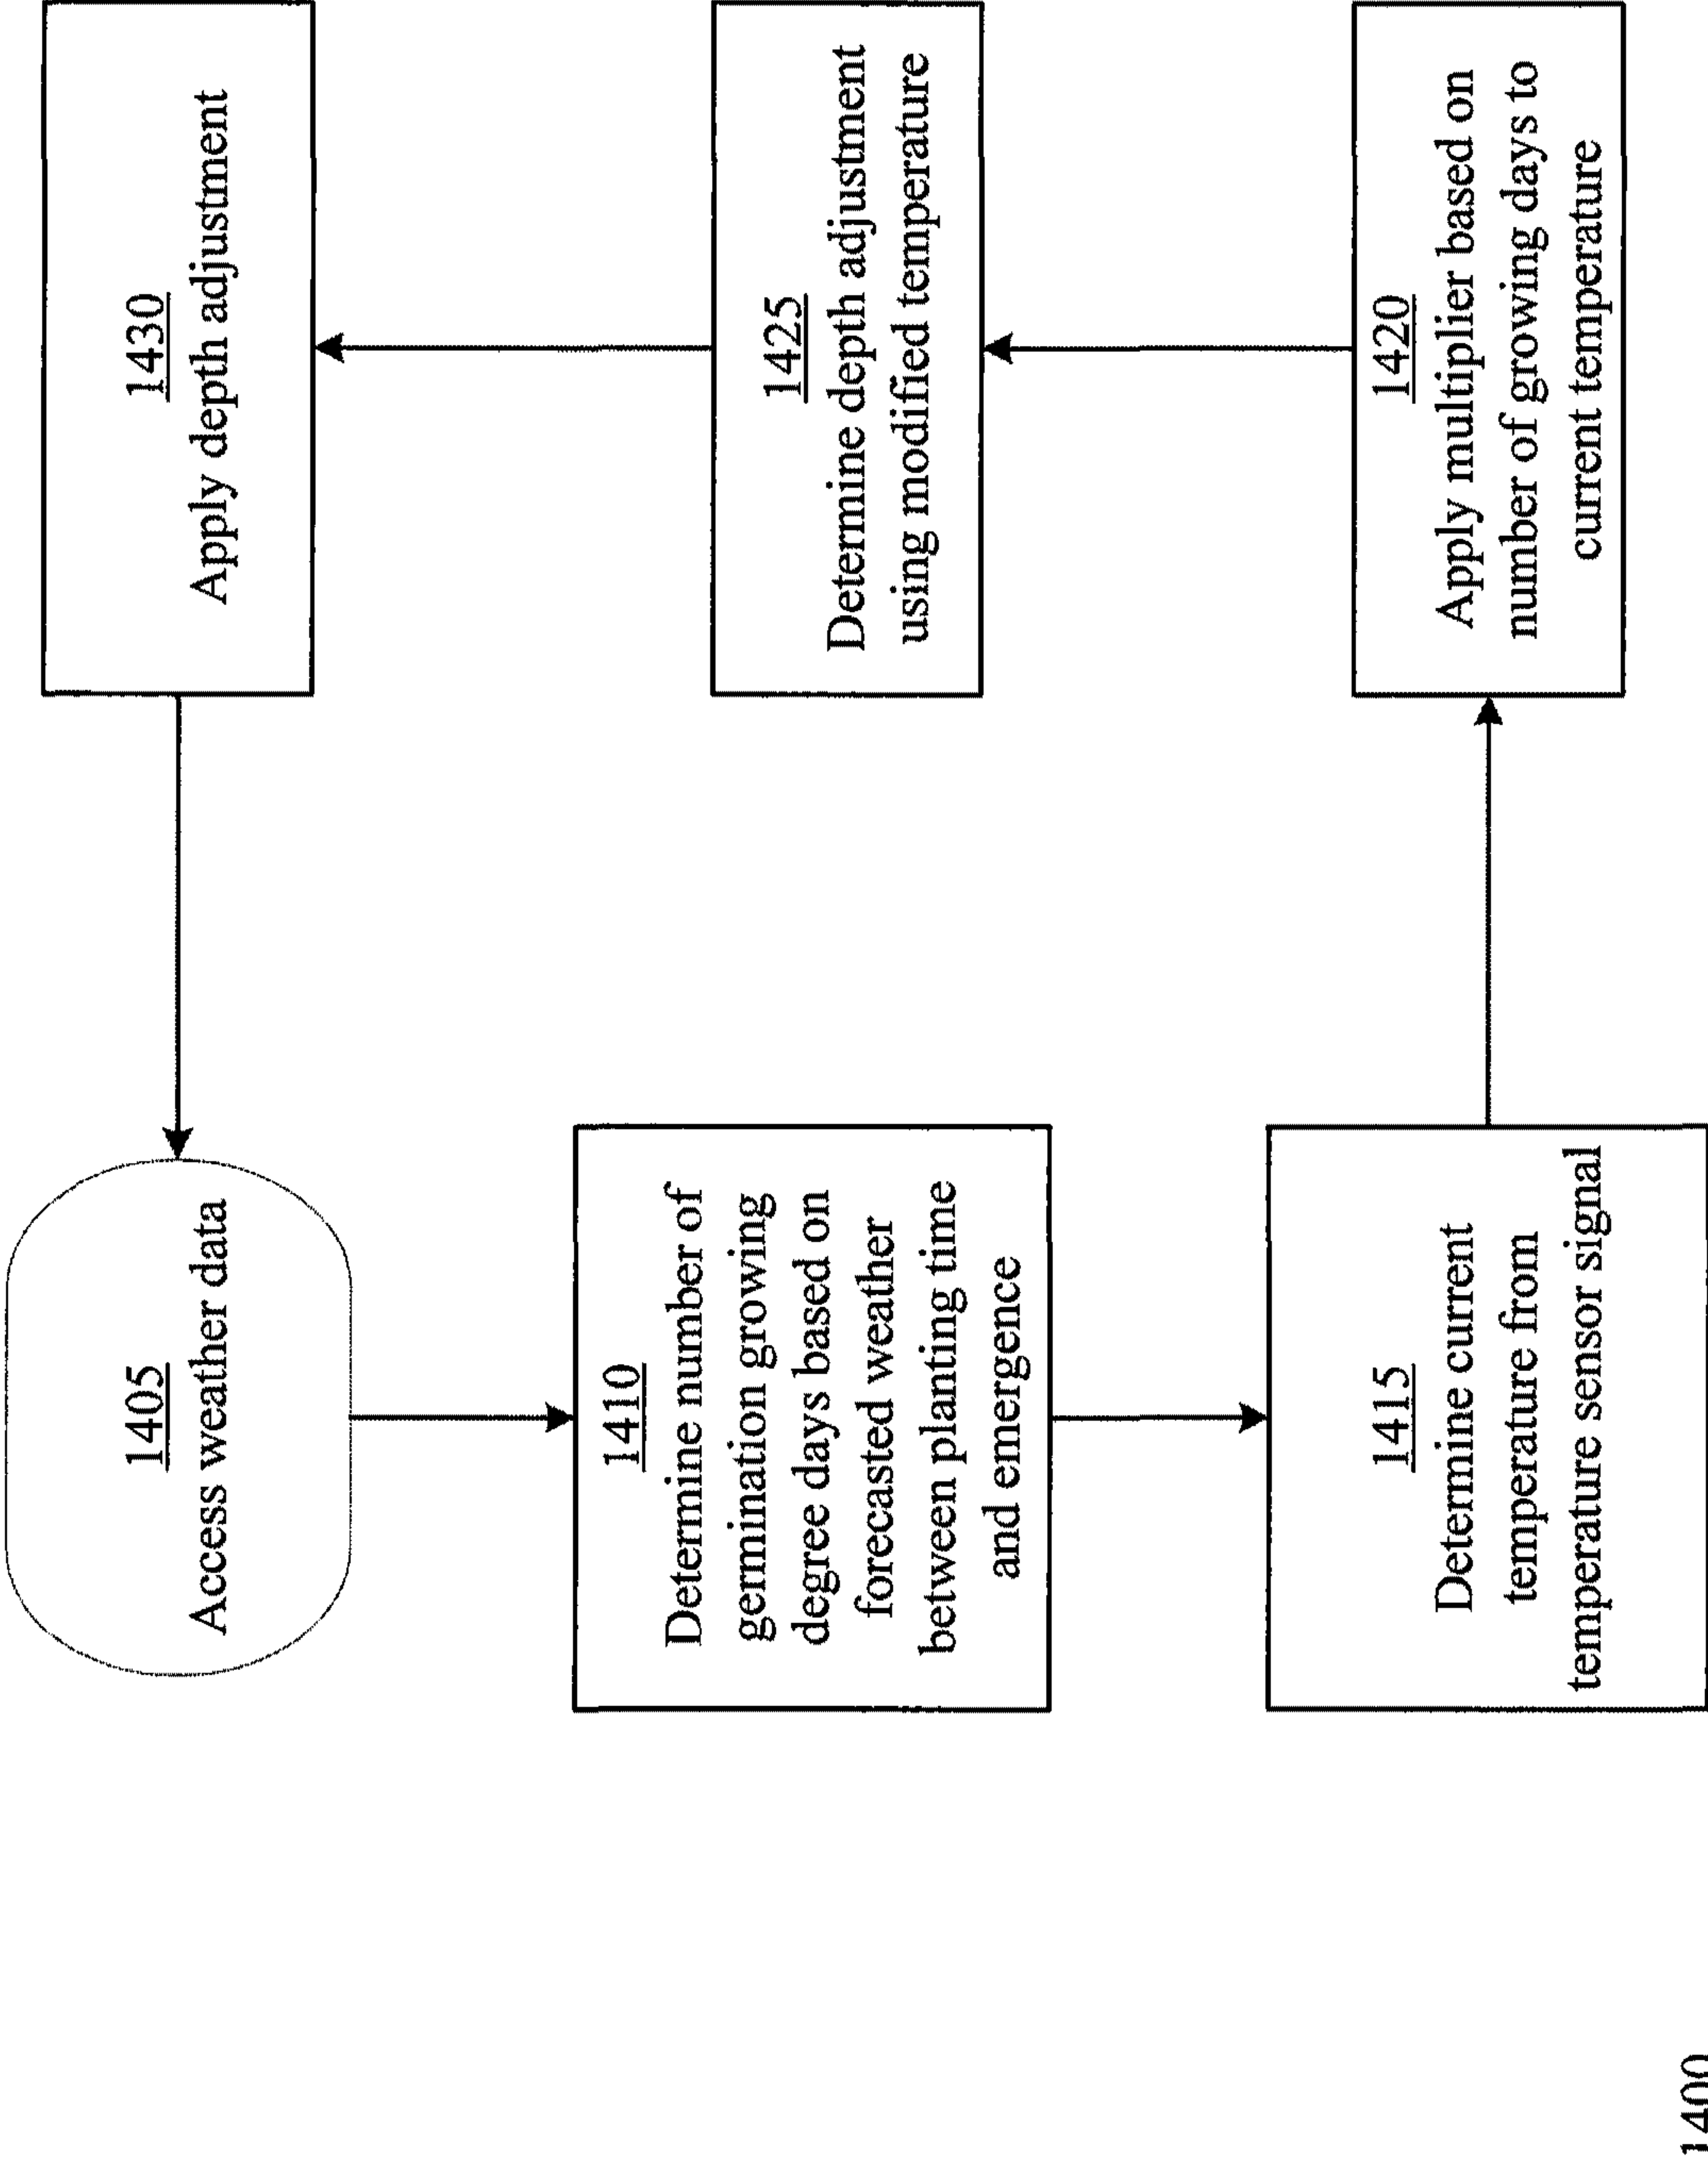 1405
Access weather data
1410
Determine number of
germination growing
degree days based on
forecasted weather
between planting time
and emergence
1415
Determine current
temperature from
temperature sensor signal
1420
Apply multiplier based on
number of growing days to
current temperature
1425
Determine depth adjustment
using modified temperature
1430
Apply depth adjustment
1400